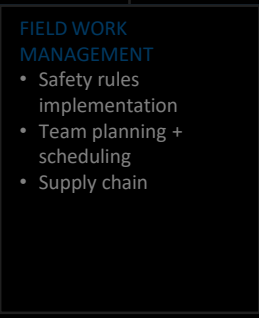 FIELD WORK
MANAGEMENT
• Safety rules
implementation
• Team planning +
scheduling
• Supply chain